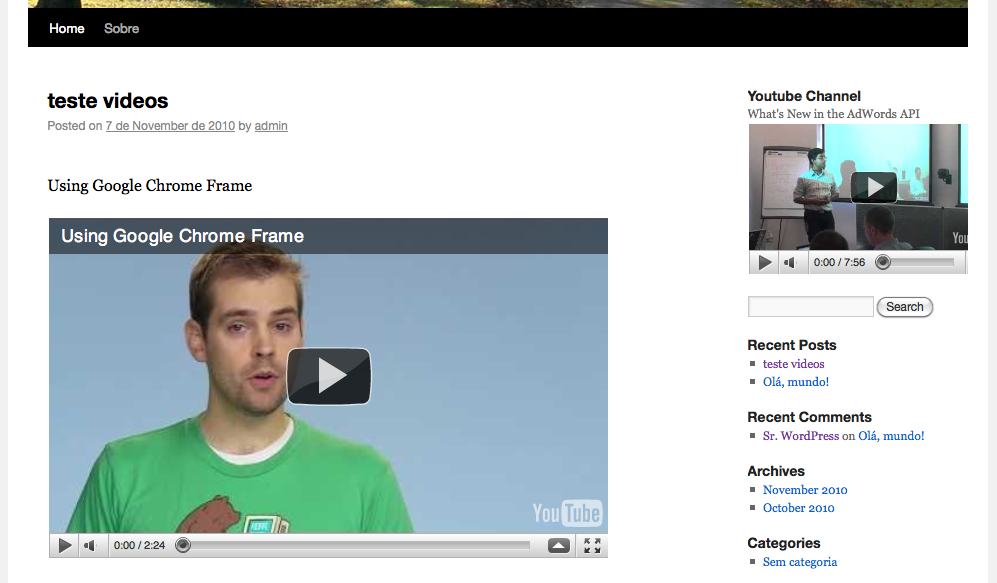 Home Sobre
teste videos
Posted on 7 de November de 2010 by admin
Using Google Chrome Frame
Using Google Chrome Frame
YouTube
0:00 / 2:24
Youtube Channel
What's New in the AdWords API
You
0:00 / 7:56
Search
Recent Posts
teste videos
Olá, mundo!
Recent Comments
Sr. WordPress on Olá, mundo!
Archives
November 2010
October 2010
Categories
Sem categoria